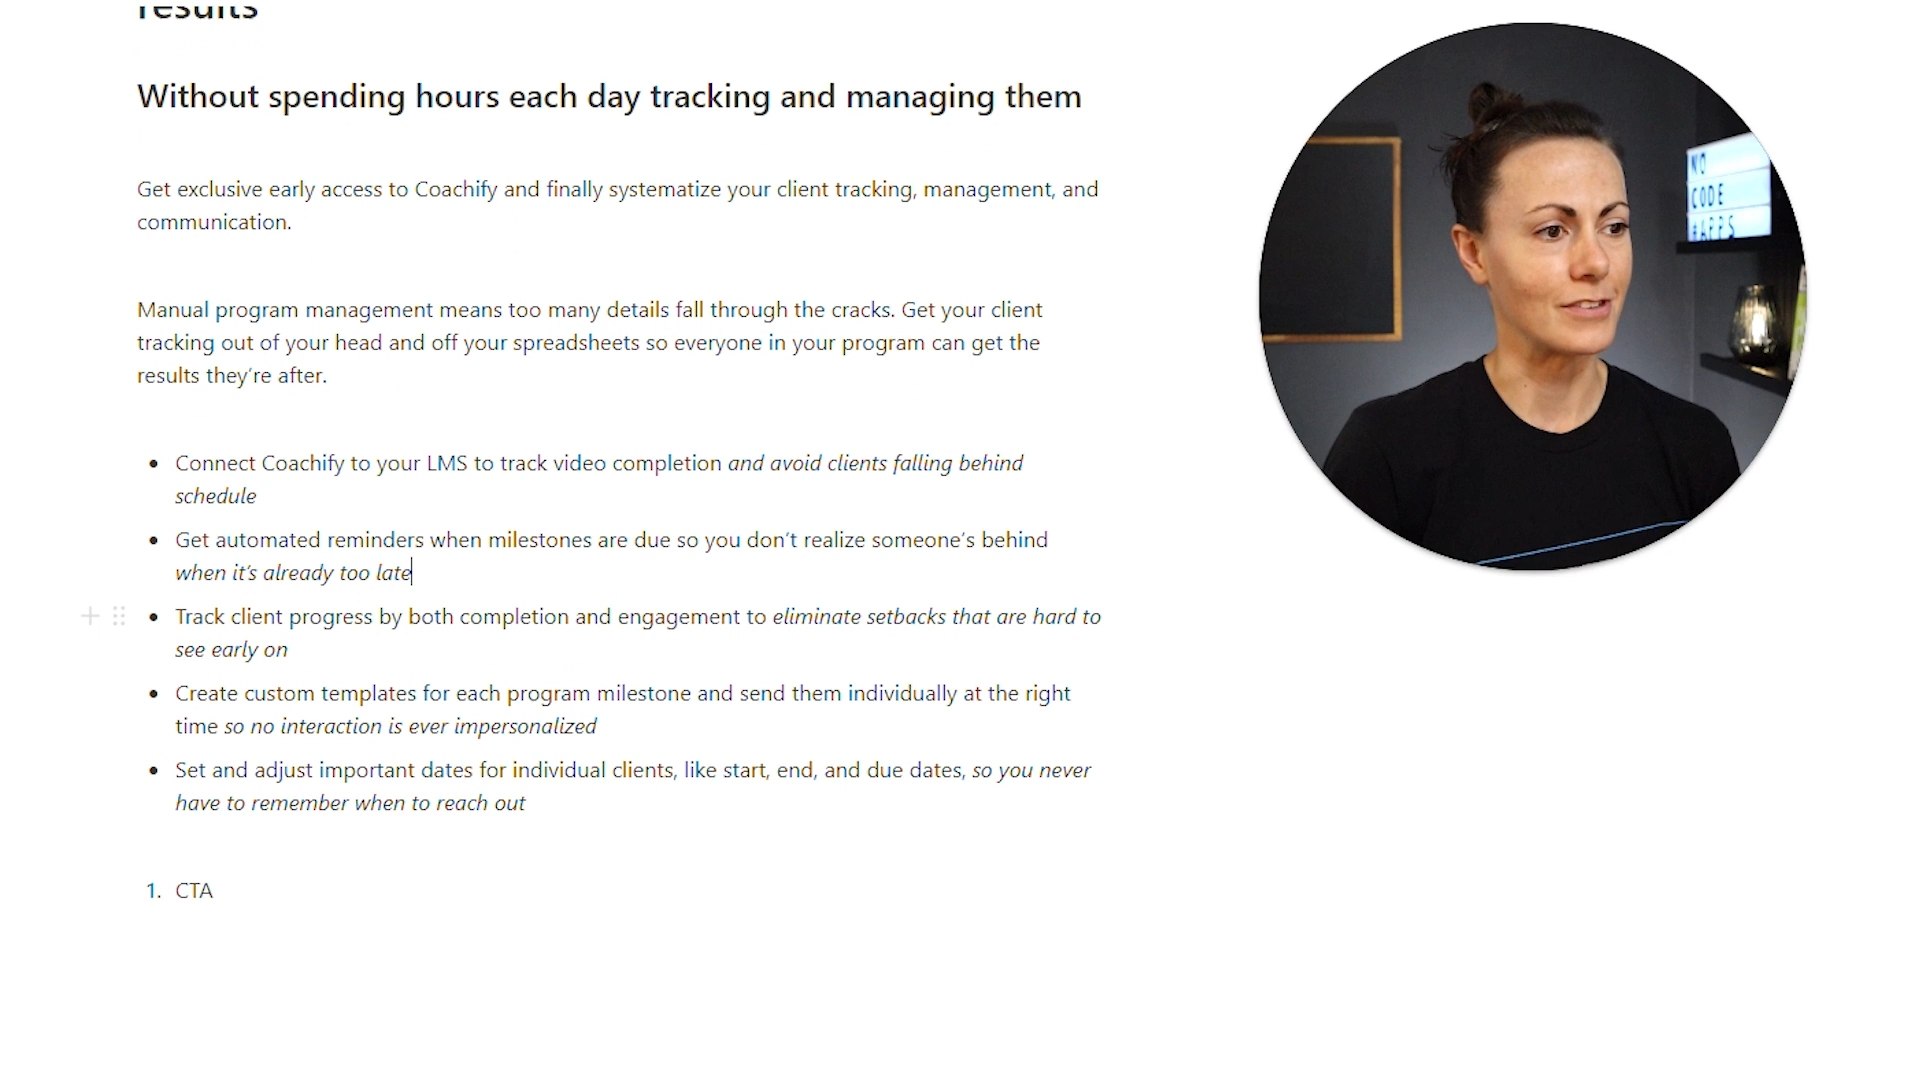 results
Without spending hours each day tracking and managing them
Get exclusive early access to Coachify and finally systematize your client tracking, management, and
communication.
Manual program management means too many details fall through the cracks. Get your client
tracking out of your head and off your spreadsheets so everyone in your program can get the
results they're after.
• Connect Coachify to your LMS to track video completion and avoid clients falling behind
schedule
• Get automated reminders when milestones are due so you don't realize someone's behind
when it's already too late
• Track client progress by both completion and engagement to eliminate setbacks that are hard to
see early on
• Create custom templates for each program milestone and send them individually at the right
time so no interaction is ever impersonalized
• Set and adjust important dates for individual clients, like start, end, and due dates, so you never
have to remember when to reach out
1. CTA
NO
CODE
#APPS